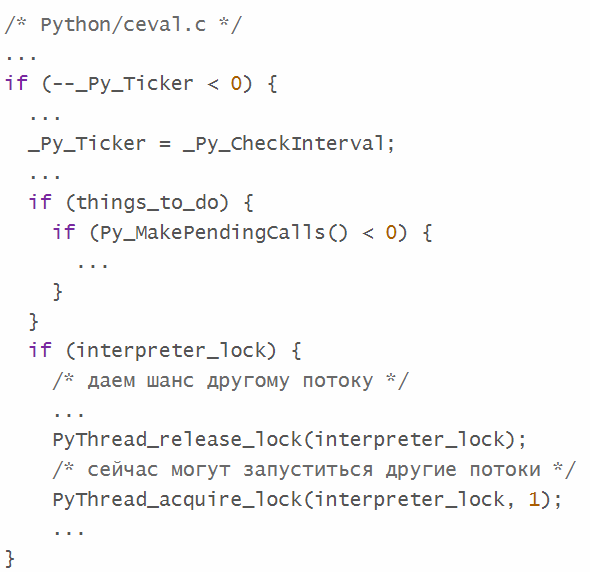 /* Python/ceval.c */
...
if (--_Py_Ticker < 0) {
  ...
  _Py_Ticker = _Py_CheckInterval;
  ...
  if (things_to_do) {
    if (Py_MakePendingCalls() < 0) {
      ...
    }
  }
  if (interpreter_lock) {
    /* даем шанс другому потоку */
    ...
    PyThread_release_lock(interpreter_lock);
    /* сейчас могут запуститься другие потоки */
    PyThread_acquire_lock(interpreter_lock, 1);
    ...
}